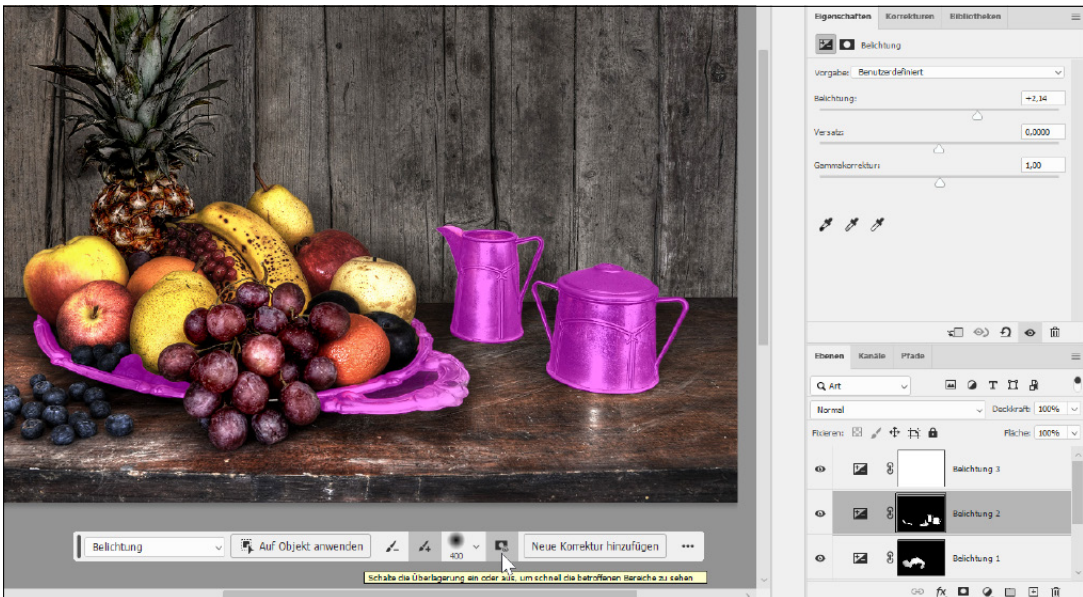 Eigenschaften Korrekturen Bibliotheken
Belichtung
Vorgabe: Benutzerdefiniert
Belichtung: +2,14
Versatz: 0,0000
Gammakorrektur: 1,00
Ebenen Kanäle Pfade
Art
Normal Deckkraft: 100%
Fixieren: Fläche: 100%
Belichtung 3
Belichtung 2
Belichtung 1
fx
Belichtung Auf Objekt anwenden 400 Neue Korrektur hinzufügen
Schalte die Überlagerung ein oder aus, um schnell die betroffenen Bereiche zu sehen